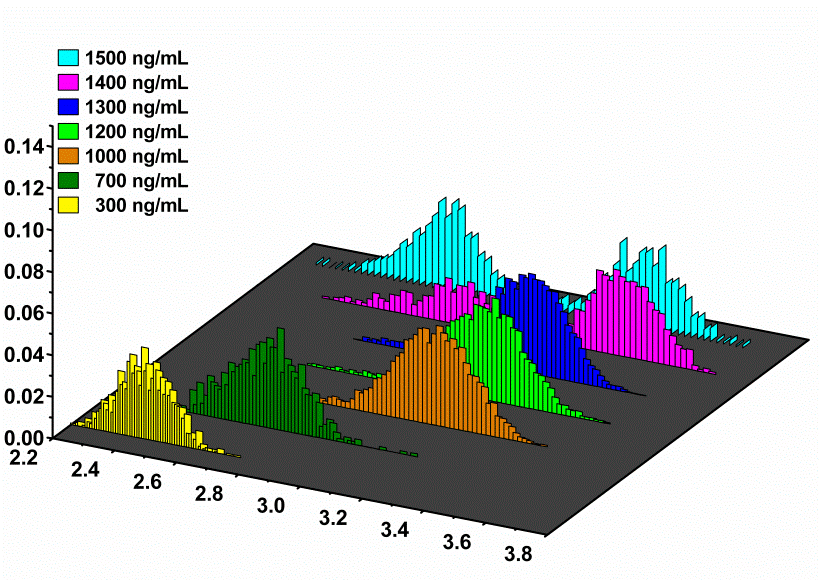 1500 ng/mL
1400 ng/mL
1300 ng/mL
1200 ng/mL
1000 ng/mL
700 ng/mL
300 ng/mL
0.14
0.12
0.10
0.08
0.06
0.04
0.02
0.00
2.2
2.4
2.6
2.8
3.0
3.2
3.4
3.6
3.8